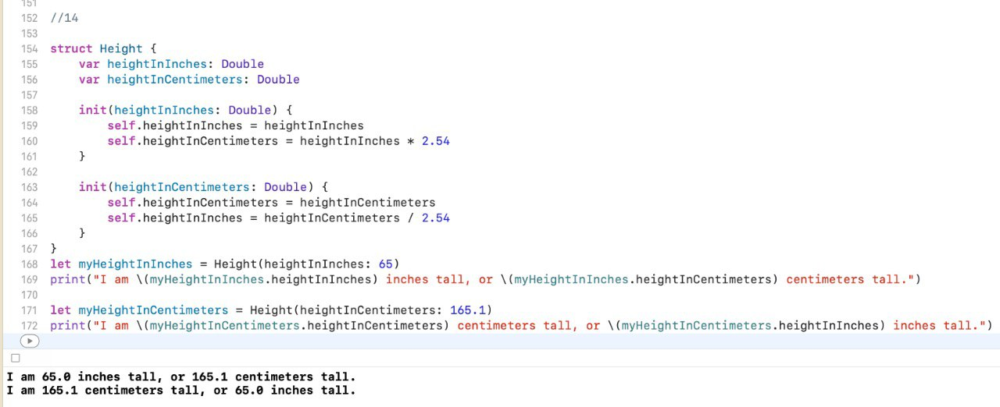 151
152 //14
153
154 struct Height {
155     var heightInInches: Double
156     var heightInCentimeters: Double
157
158     init(heightInInches: Double) {
159         self.heightInInches = heightInInches
160         self.heightInCentimeters = heightInInches * 2.54
161     }
162
163     init(heightInCentimeters: Double) {
164         self.heightInCentimeters = heightInCentimeters
165         self.heightInInches = heightInCentimeters / 2.54
166     }
167 }
168 let myHeightInInches = Height(heightInInches: 65)
169 print("I am \(myHeightInInches.heightInInches) inches tall, or \(myHeightInInches.heightInCentimeters) centimeters tall.")
170
171 let myHeightInCentimeters = Height(heightInCentimeters: 165.1)
172 print("I am \(myHeightInCentimeters.heightInCentimeters) centimeters tall, or \(myHeightInCentimeters.heightInInches) inches tall.")
I am 65.0 inches tall, or 165.1 centimeters tall.
I am 165.1 centimeters tall, or 65.0 inches tall.